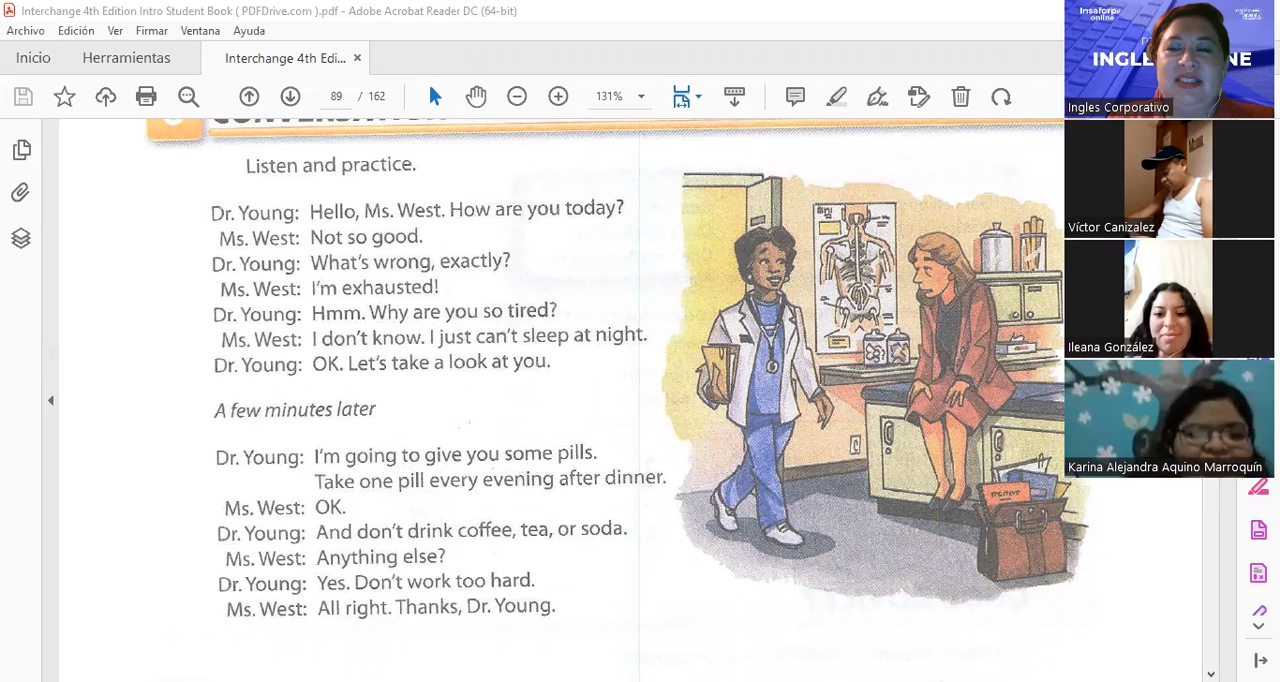 Interchange 4th Edition Intro Student Book ( PDFDrive.com ).pdf - Adobe Acrobat Reader DC (64-bit)
Archivo Edición Ver Firmar Ventana Ayuda
Inicio Herramientas Interchange 4th Edi... ×
89 / 162 131%
CONVERSATION
Listen and practice.
Dr. Young: Hello, Ms. West. How are you today?
Ms. West: Not so good.
Dr. Young: What's wrong, exactly?
Ms. West: I'm exhausted!
Dr. Young: Hmm. Why are you so tired?
Ms. West: I don't know. I just can't sleep at night.
Dr. Young: OK. Let's take a look at you.
A few minutes later
Dr. Young: I'm going to give you some pills.
Take one pill every evening after dinner.
Ms. West: OK.
Dr. Young: And don't drink coffee, tea, or soda.
Ms. West: Anything else?
Dr. Young: Yes. Don't work too hard.
Ms. West: All right. Thanks, Dr. Young.
REPORT
Insaforp
online
INGLE NE
Ingles Corporativo
Víctor Canizalez
Ileana González
Karina Alejandra Aquino Marroquín